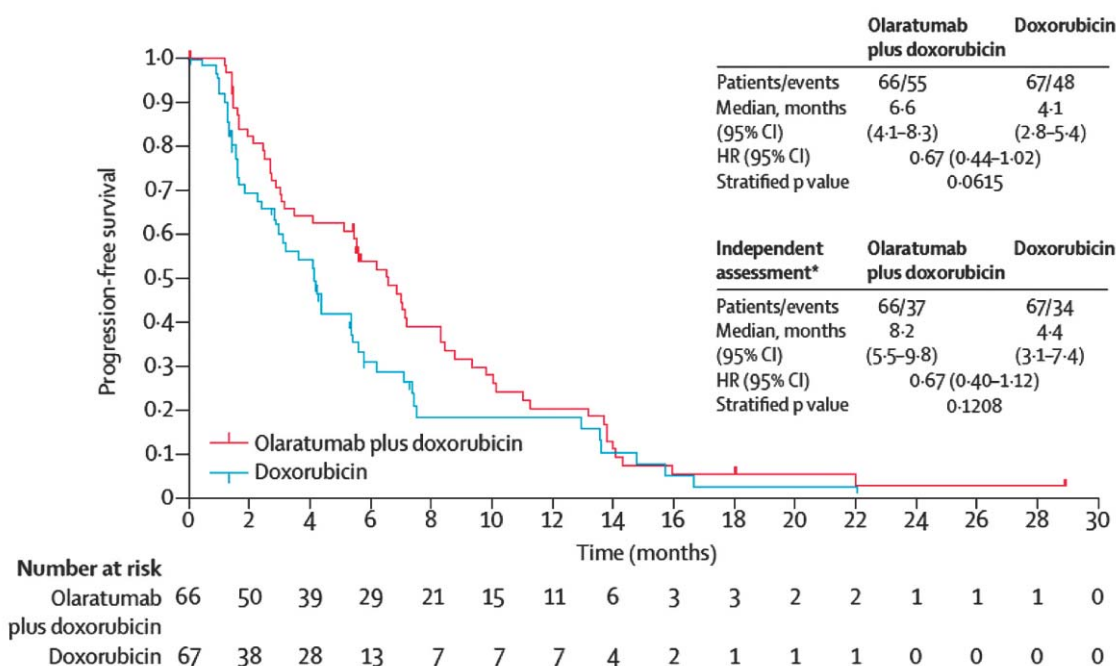 Olaratumab plus doxorubicin Doxorubicin
Patients/events 66/55 67/48
Median, months 6·6 4·1
(95% CI) (4·1–8·3) (2·8–5·4)
HR (95% CI) 0·67 (0·44–1·02)
Stratified p value 0·0615
Independent assessment* Olaratumab plus doxorubicin Doxorubicin
Patients/events 66/37 67/34
Median, months 8·2 4·4
(95% CI) (5·5–9·8) (3·1–7·4)
HR (95% CI) 0·67 (0·40–1·12)
Stratified p value 0·1208
Progression-free survival
1·0
0·9
0·8
0·7
0·6
0·5
0·4
0·3
0·2
0·1
0
Olaratumab plus doxorubicin
Doxorubicin
0 2 4 6 8 10 12 14 16 18 20 22 24 26 28 30
Time (months)
Number at risk
Olaratumab 66 50 39 29 21 15 11 6 3 3 2 2 1 1 1 0
plus doxorubicin
Doxorubicin 67 38 28 13 7 7 7 4 2 1 1 1 0 0 0 0